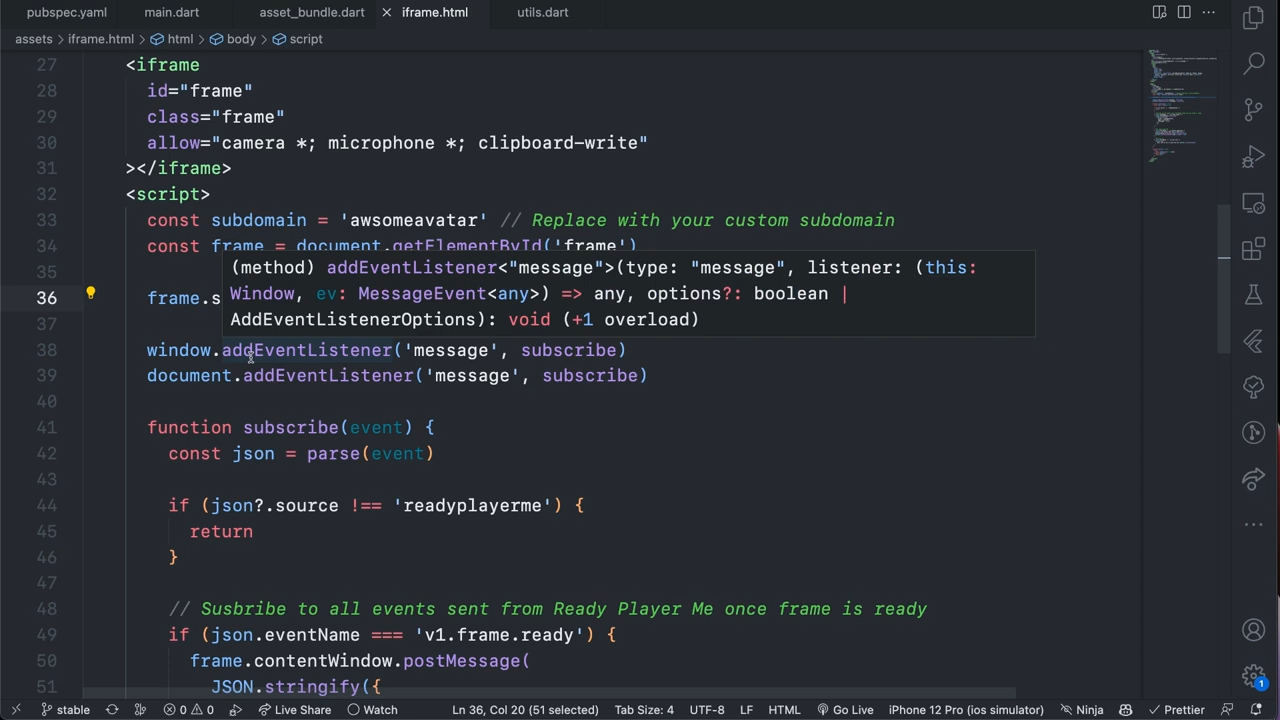 pubspec.yaml main.dart asset_bundle.dart iframe.html utils.dart
assets > iframe.html > html > body > script
27 <iframe
28 id="frame"
29 class="frame"
30 allow="camera *; microphone *; clipboard-write"
31 ></iframe>
32 <script>
33 const subdomain = 'awsomeavatar' // Replace with your custom subdomain
34 const frame = document.getElementById('frame')
35
(method) addEventListener<"message">(type: "message", listener: (this:
Window, ev: MessageEvent<any>) => any, options?: boolean |
AddEventListenerOptions): void (+1 overload)
36 frame.s
37
38 window.addEventListener('message', subscribe)
39 document.addEventListener('message', subscribe)
40
41 function subscribe(event) {
42 const json = parse(event)
43
44 if (json?.source !== 'readyplayerme') {
45 return
46 }
47
48 // Susbribe to all events sent from Ready Player Me once frame is ready
49 if (json.eventName === 'v1.frame.ready') {
50 frame.contentWindow.postMessage(
51 JSON.stringify({
1
stable 0 0 Live Share Watch Ln 36, Col 20 (51 selected) Tab Size: 4 UTF-8 LF HTML Go Live iPhone 12 Pro (ios simulator) Ninja Prettier